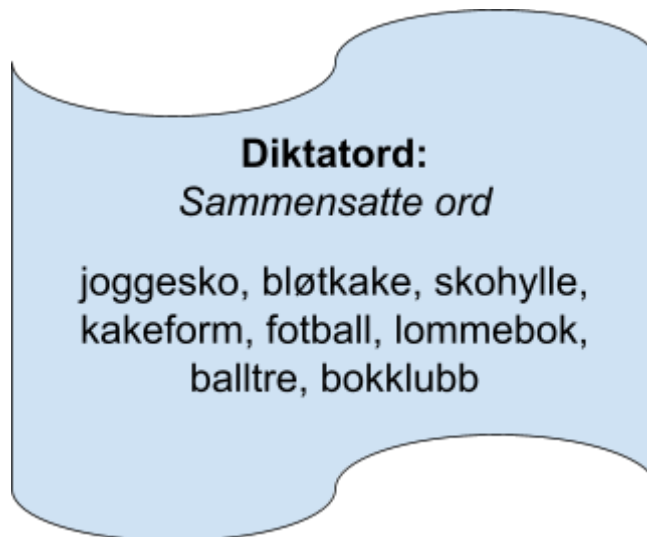 Diktatord:
Sammensatte ord
joggesko, bløtkake, skohylle,
kakeform, fotball, lommebok,
balltre, bokklubb